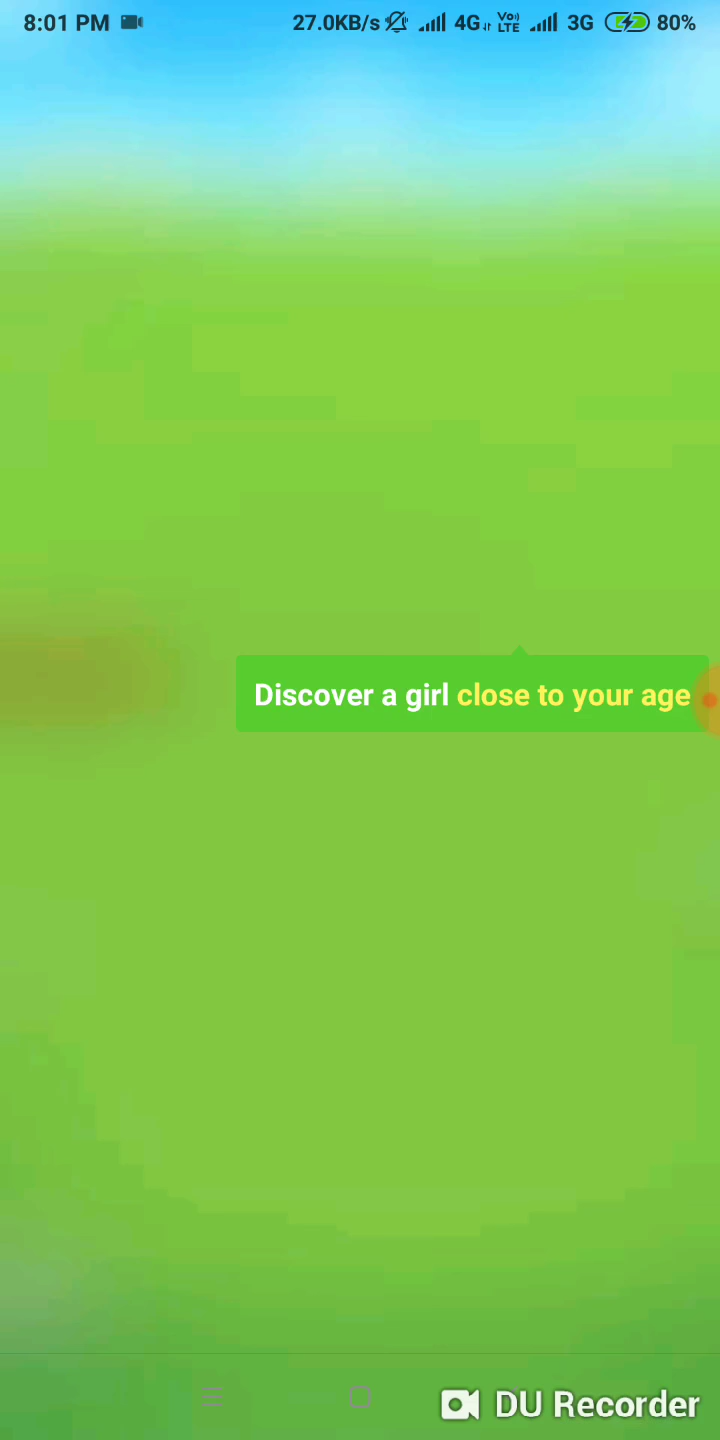 8:01 PM 27.0KB/s 4G Vo)) LTE 3G 80%
Discover a girl close to your age
DU Recorder